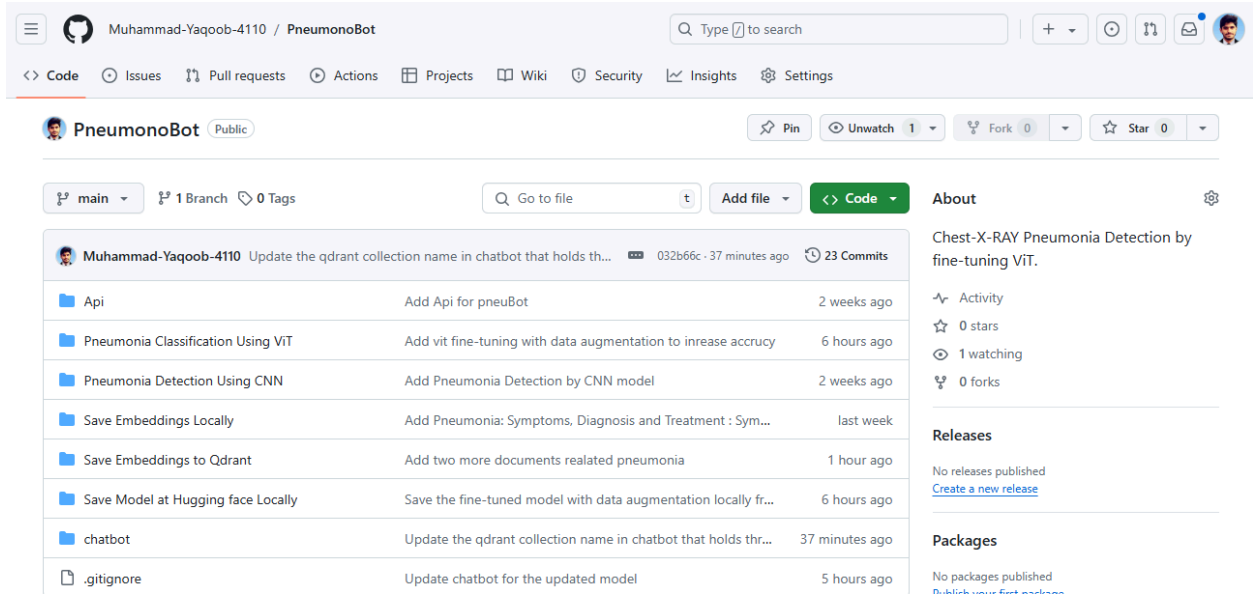 Muhammad-Yaqoob-4110 / PneumonoBot
Type / to search
Code Issues Pull requests Actions Projects Wiki Security Insights Settings
PneumonoBot Public
Pin Unwatch 1 Fork 0 Star 0
main 1 Branch 0 Tags Go to file t Add file Code
Muhammad-Yaqoob-4110 Update the qdrant collection name in chatbot that holds th... 032b66c · 37 minutes ago 23 Commits
Api Add Api for pneuBot 2 weeks ago
Pneumonia Classification Using ViT Add vit fine-tuning with data augmentation to inrease accrucy 6 hours ago
Pneumonia Detection Using CNN Add Pneumonia Detection by CNN model 2 weeks ago
Save Embeddings Locally Add Pneumonia: Symptoms, Diagnosis and Treatment : Sym... last week
Save Embeddings to Qdrant Add two more documents realated pneumonia 1 hour ago
Save Model at Hugging face Locally Save the fine-tuned model with data augmentation locally fr... 6 hours ago
chatbot Update the qdrant collection name in chatbot that holds thr... 37 minutes ago
.gitignore Update chatbot for the updated model 5 hours ago
About
Chest-X-RAY Pneumonia Detection by
fine-tuning ViT.
Activity
0 stars
1 watching
0 forks
Releases
No releases published
Create a new release
Packages
No packages published
Publish your first package